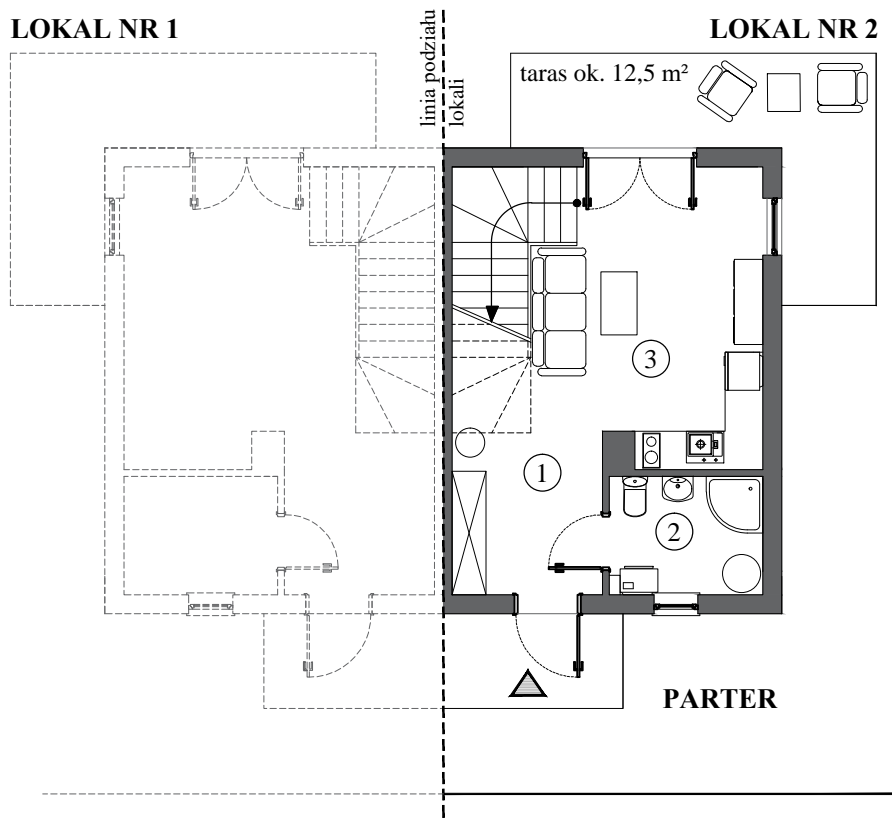 LOKAL NR 1
LOKAL NR 2
linia podziału
lokali
taras ok. 12,5 m²
3
1
2
PARTER